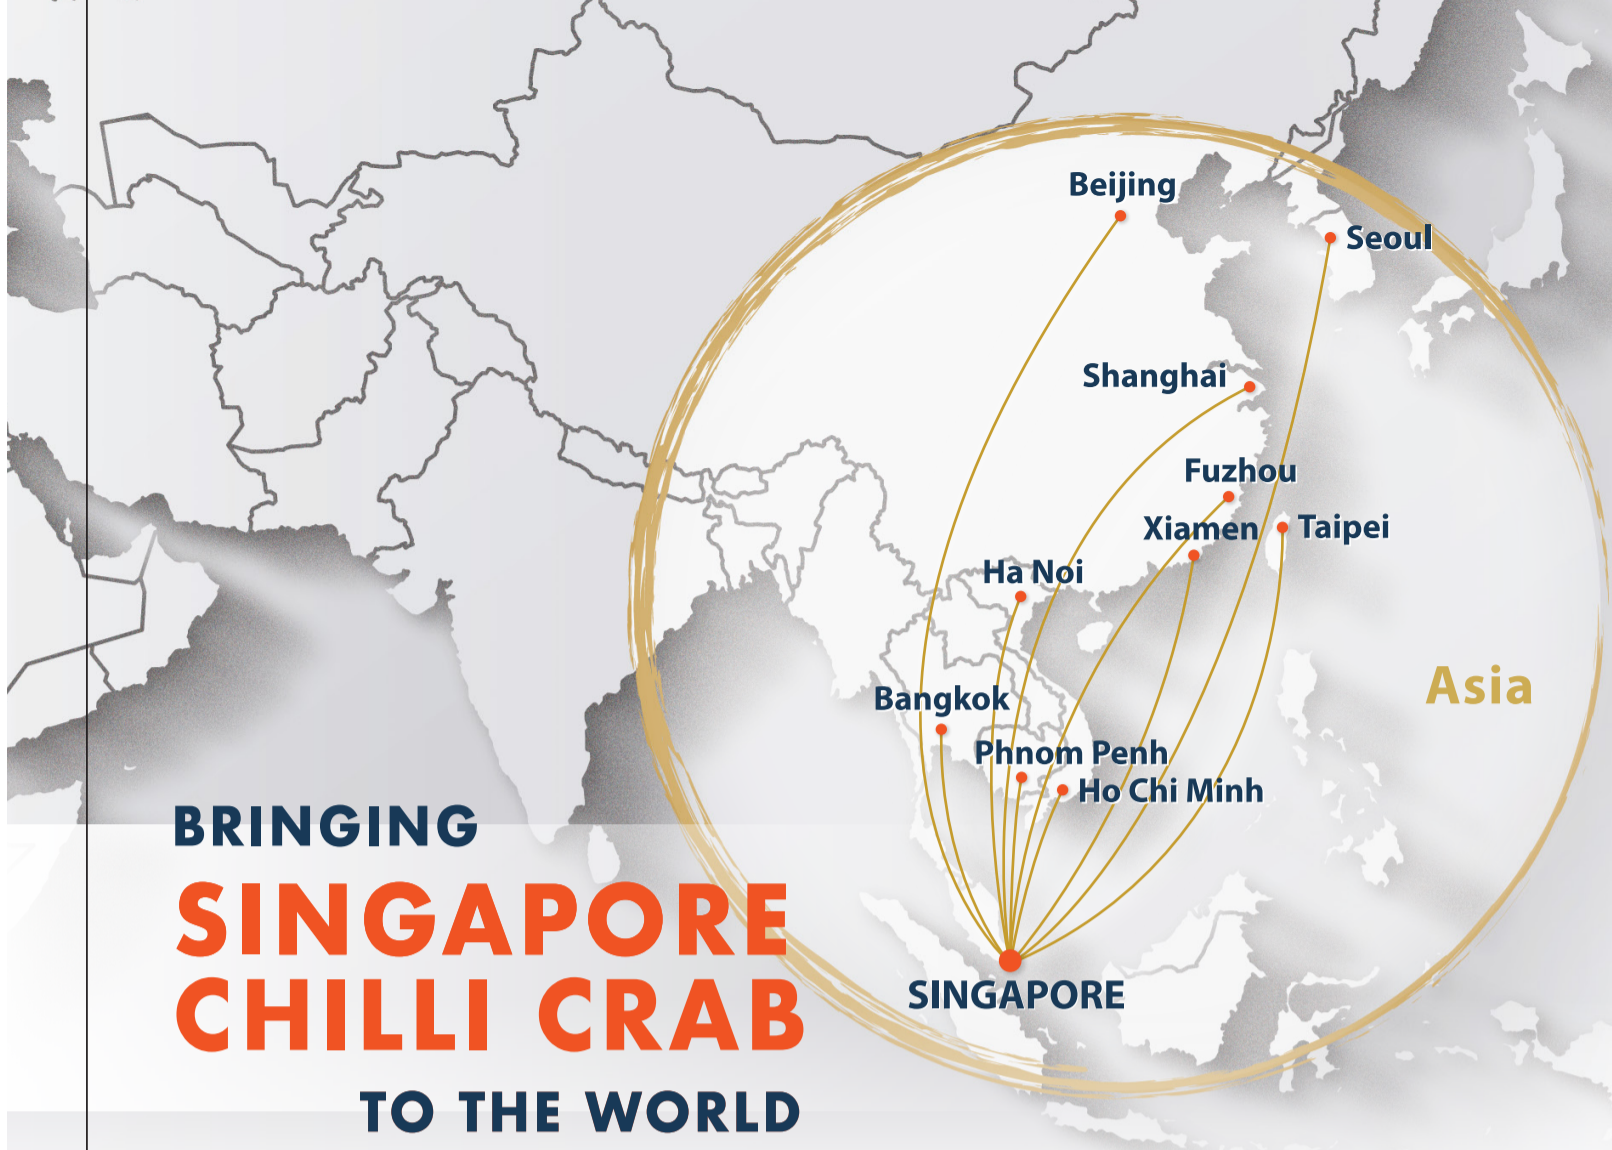 Beijing
Seoul
Shanghai
Fuzhou
Xiamen
Taipei
Ha Noi
Asia
Bangkok
Phnom Penh
Ho Chi Minh
SINGAPORE
BRINGING
SINGAPORE
CHILLI CRAB
TO THE WORLD